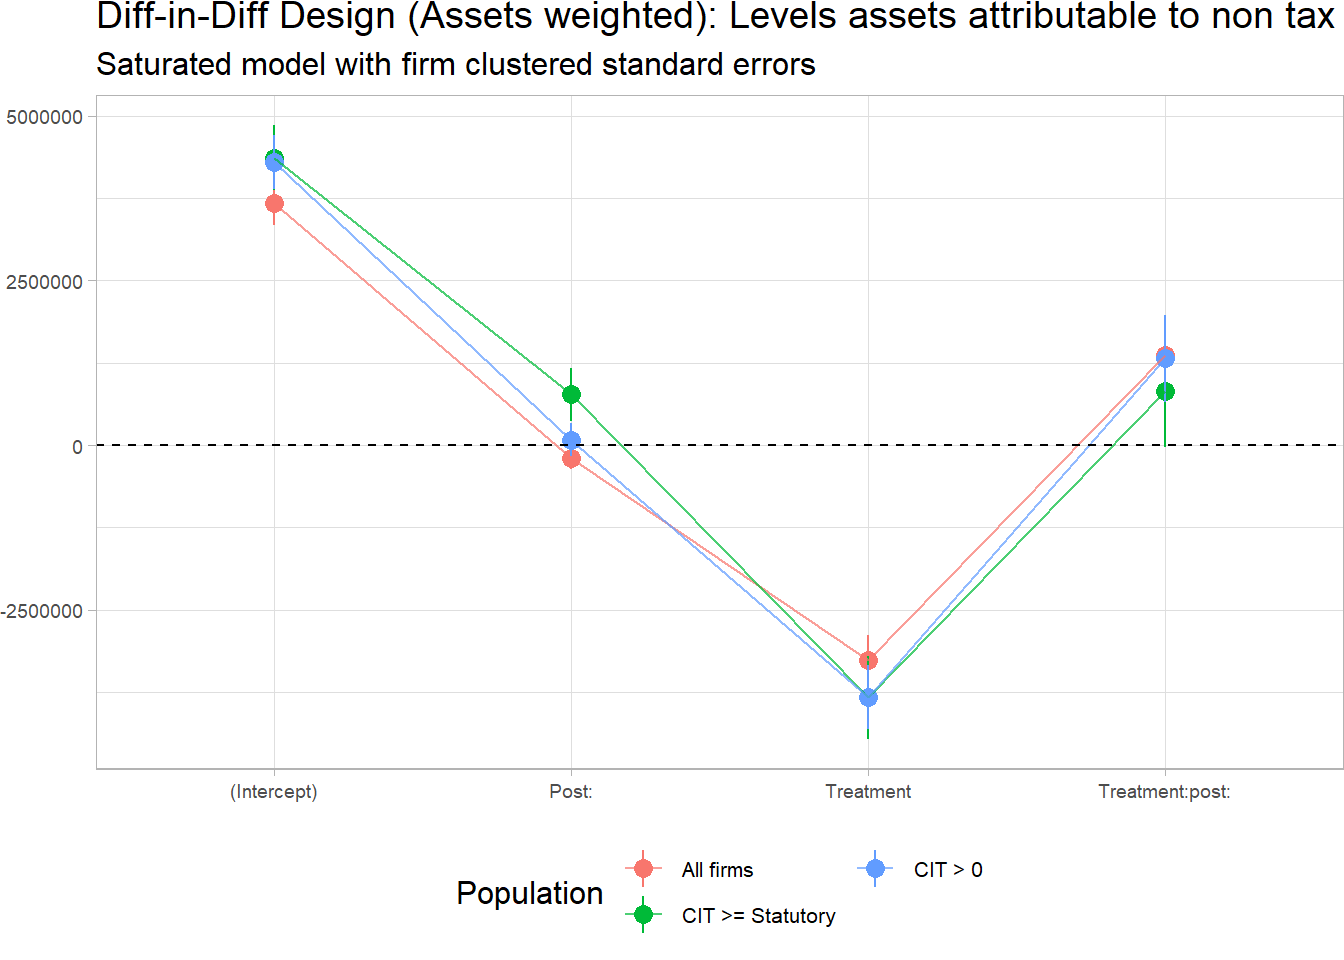 Diff-in-Diff Design (Assets weighted): Levels assets attributable to non tax
Saturated model with firm clustered standard errors
5000000
2500000
0
-2500000
(Intercept)
Post:
Treatment
Treatment:post:
Population
All firms
CIT > 0
CIT >= Statutory